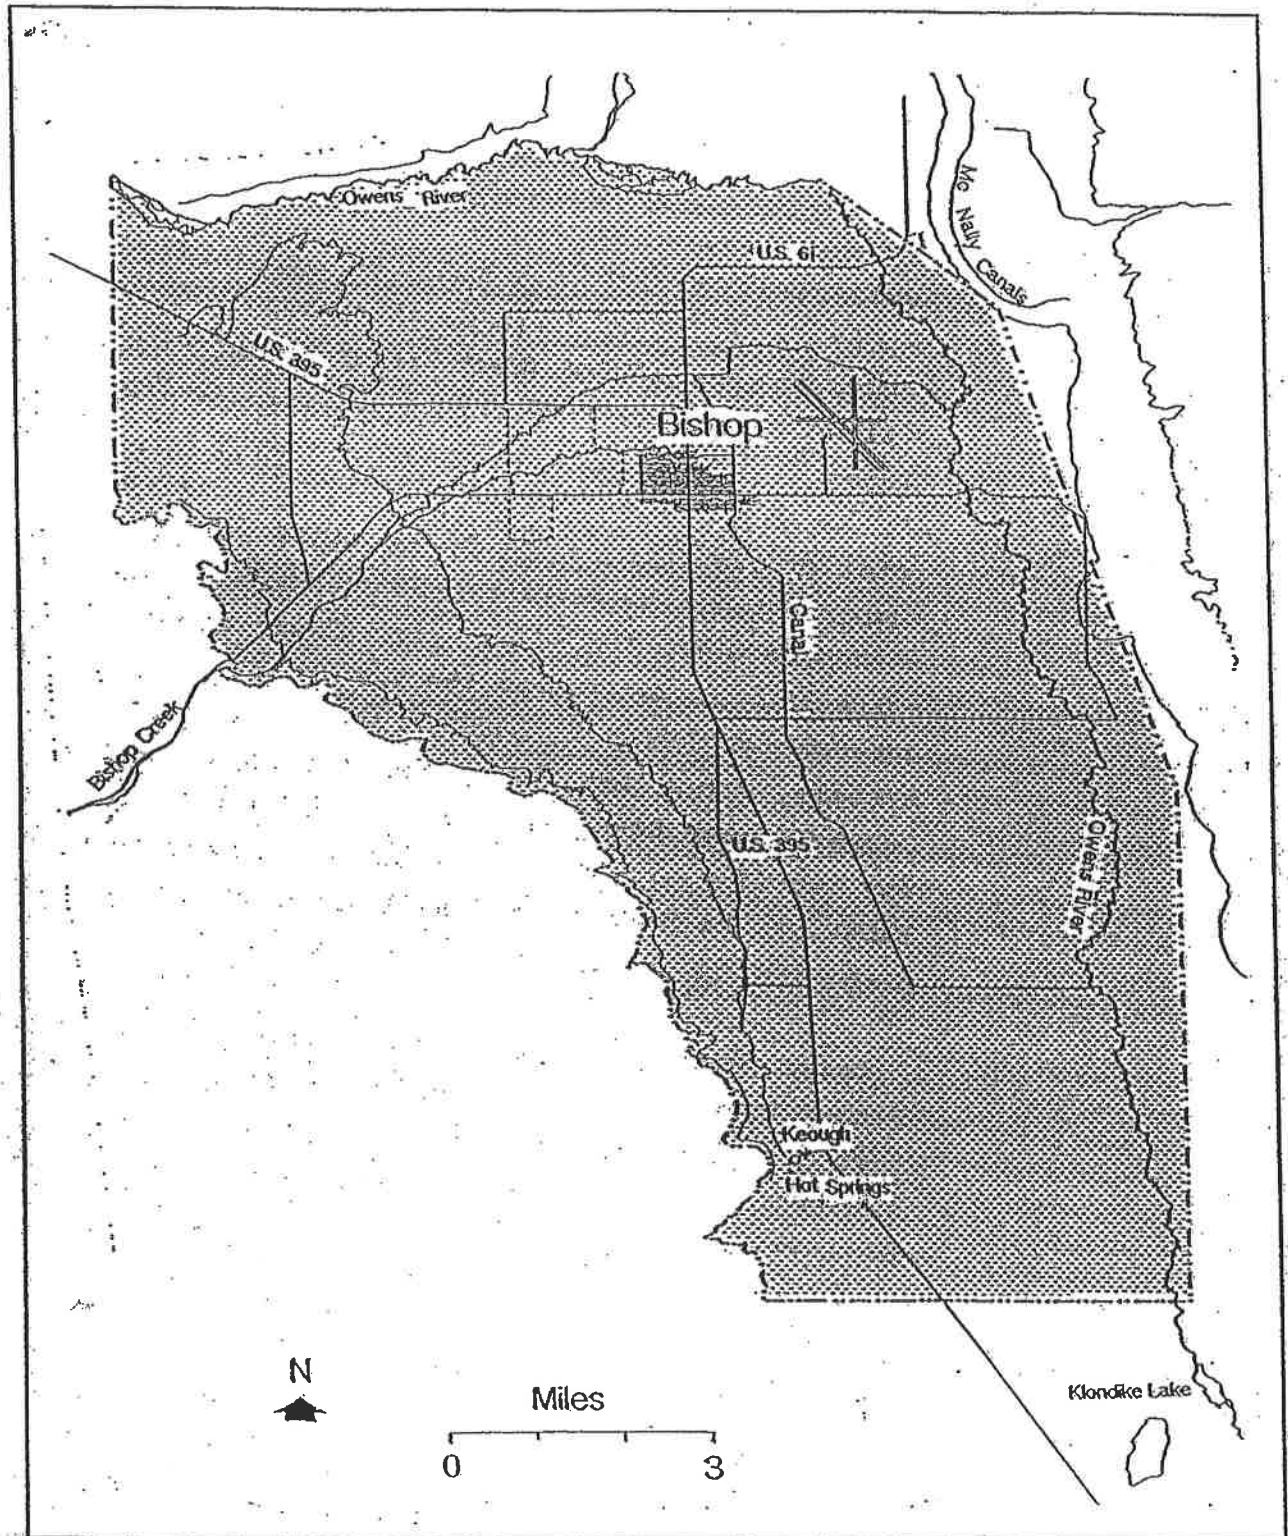 Owens River
Mc Nally Canals
U.S. 6
U.S. 395
Bishop
Canal
Bishop Creek
U.S. 395
Owens River
Keough
Hot Springs
N
Miles
0 3
Klondike Lake